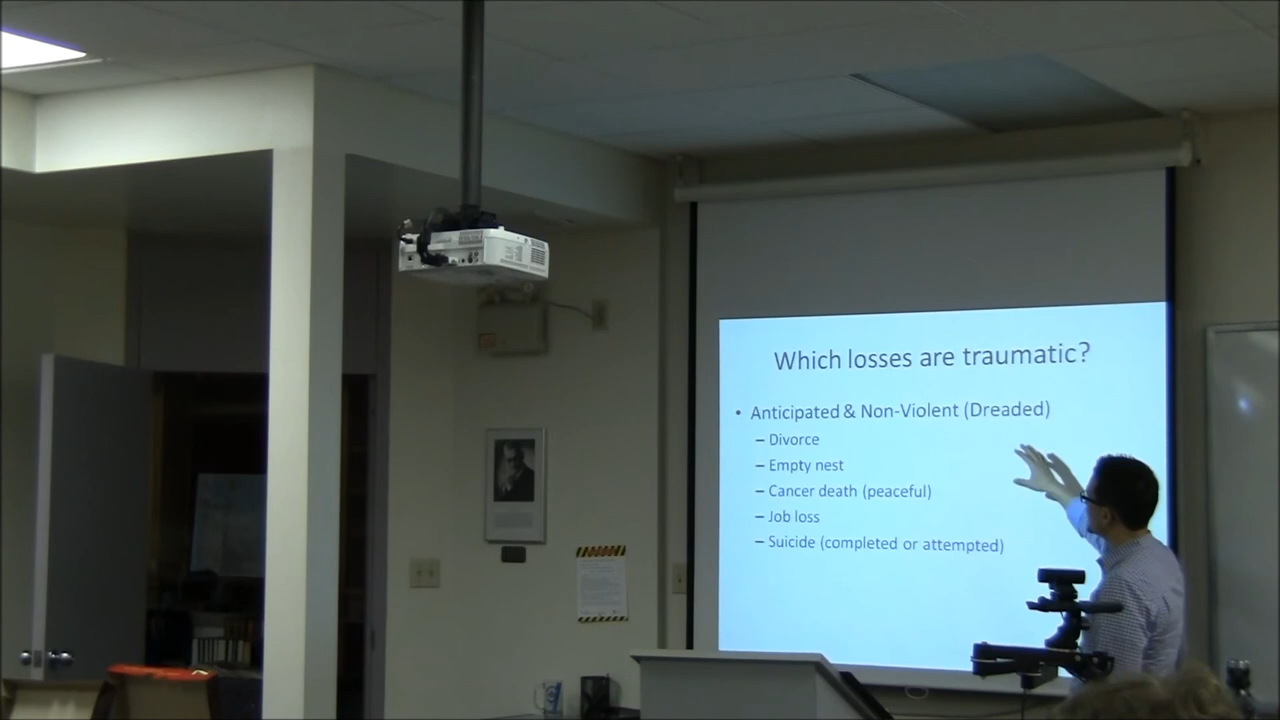 Which losses are traumatic?
• Anticipated & Non-Violent (Dreaded)
– Divorce
– Empty nest
– Cancer death (peaceful)
– Job loss
– Suicide (completed or attempted)